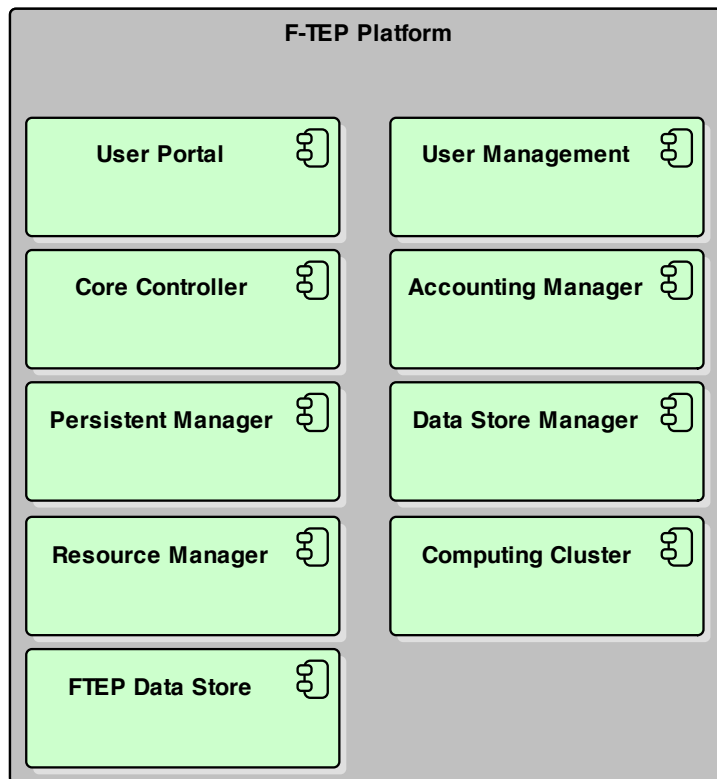 F-TEP Platform
User Portal
User Management
Core Controller
Accounting Manager
Persistent Manager
Data Store Manager
Resource Manager
Computing Cluster
FTEP Data Store